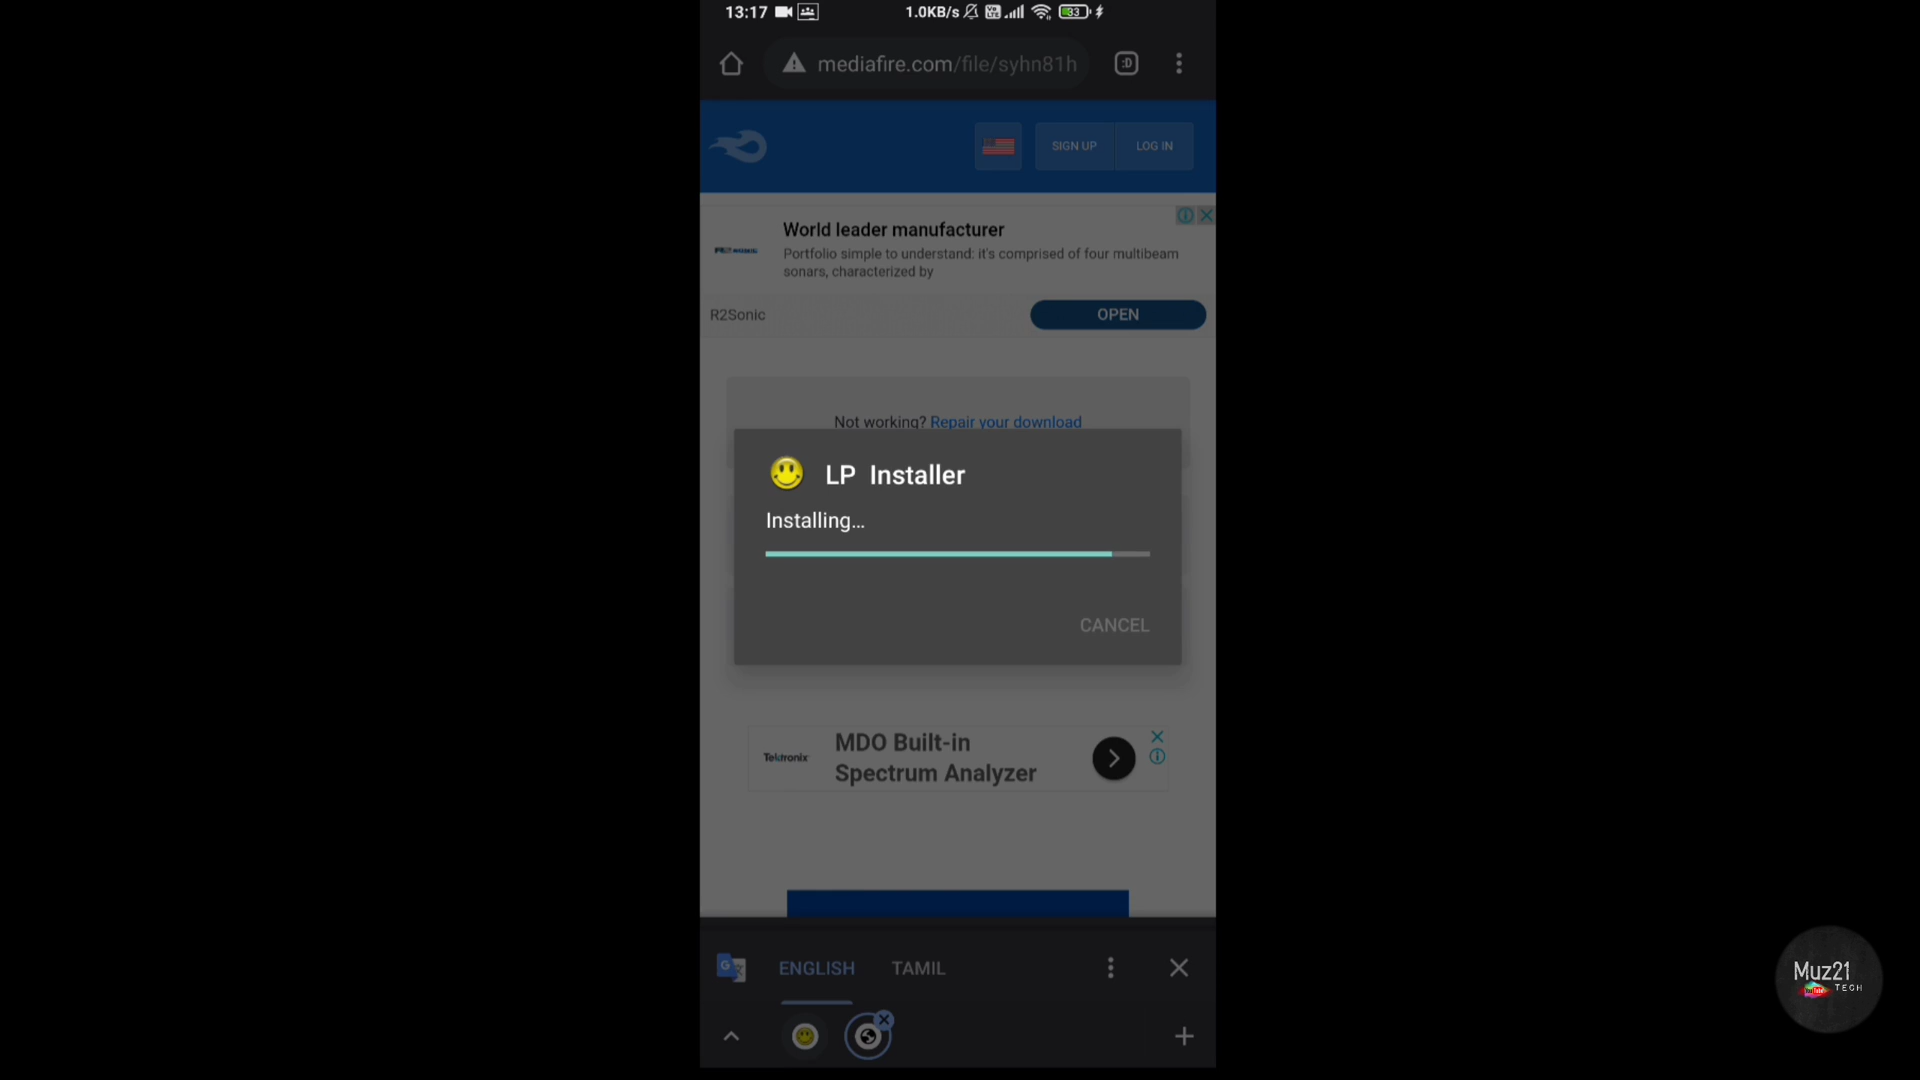 13:17
1.0KB/s
33
mediafire.com/file/syhn81h
:D
SIGN UP
LOG IN
World leader manufacturer
Portfolio simple to understand: it's comprised of four multibeam
sonars, characterized by
R2Sonic
OPEN
Not working? Repair your download
LP Installer
Installing...
CANCEL
Tektronix
MDO Built-in
Spectrum Analyzer
ENGLISH
TAMIL
Muz21
TECH